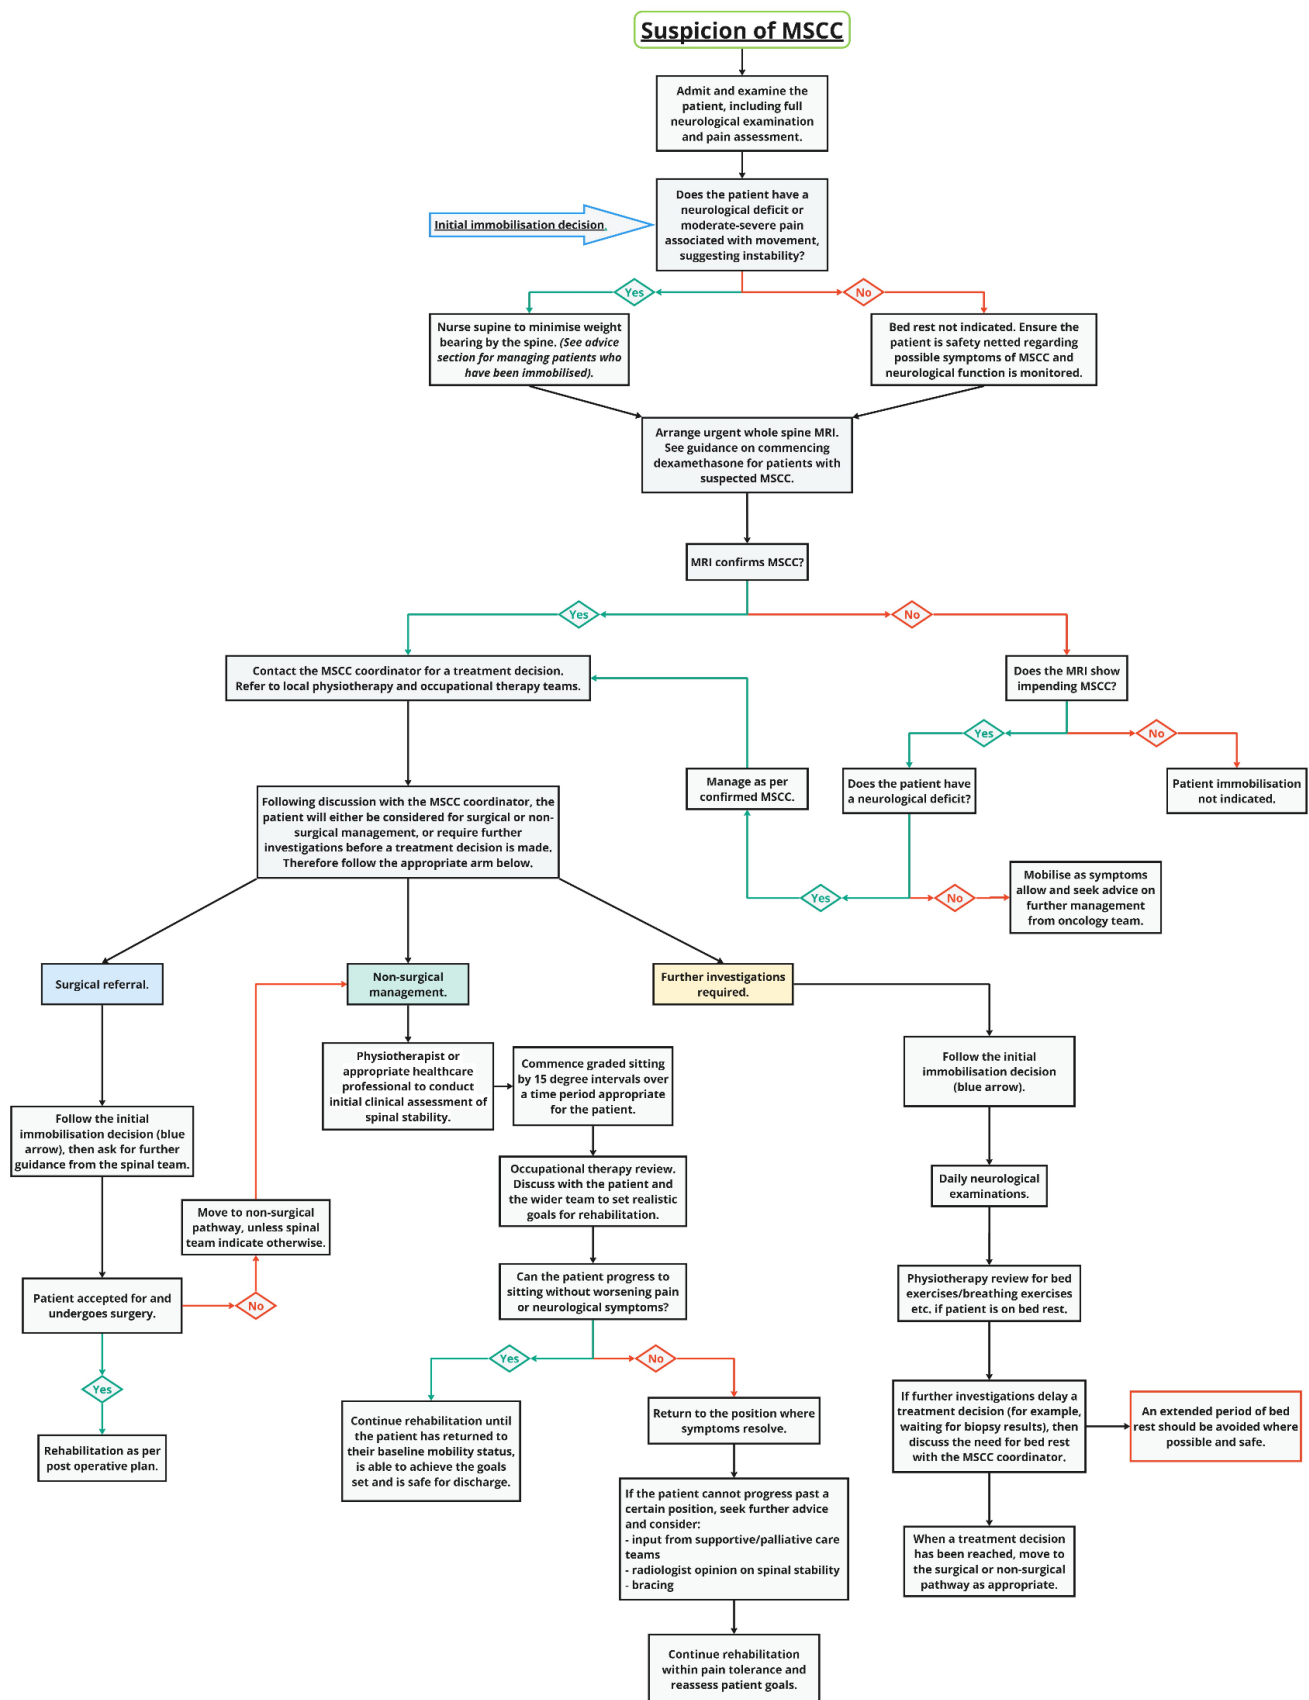 Suspicion of MSCC
Admit and examine the
patient, including full
neurological examination
and pain assessment.
Does the patient have a
neurological deficit or
moderate-severe pain
associated with movement,
suggesting instability?
Initial immobilisation decision.
Yes
No
Nurse supine to minimise weight
bearing by the spine. (See advice
section for managing patients who
have been immobilised).
Bed rest not indicated. Ensure the
patient is safety netted regarding
possible symptoms of MSCC and
neurological function is monitored.
Arrange urgent whole spine MRI.
See guidance on commencing
dexamethasone for patients with
suspected MSCC.
MRI confirms MSCC?
Yes
No
Contact the MSCC coordinator for a treatment decision.
Refer to local physiotherapy and occupational therapy teams.
Does the MRI show
impending MSCC?
Yes
No
Manage as per
confirmed MSCC.
Does the patient have
a neurological deficit?
Patient immobilisation
not indicated.
Following discussion with the MSCC coordinator, the
patient will either be considered for surgical or non-
surgical management, or require further
investigations before a treatment decision is made.
Therefore follow the appropriate arm below.
Yes
No
Mobilise as symptoms
allow and seek advice on
further management
from oncology team.
Surgical referral.
Non-surgical
management.
Further investigations
required.
Physiotherapist or
appropriate healthcare
professional to conduct
initial clinical assessment of
spinal stability.
Commence graded sitting
by 15 degree intervals over
a time period appropriate
for the patient.
Follow the initial
immobilisation decision
(blue arrow).
Follow the initial
immobilisation decision (blue
arrow), then ask for further
guidance from the spinal team.
Occupational therapy review.
Discuss with the patient and
the wider team to set realistic
goals for rehabilitation.
Daily neurological
examinations.
Move to non-surgical
pathway, unless spinal
team indicate otherwise.
Can the patient progress to
sitting without worsening pain
or neurological symptoms?
Physiotherapy review for bed
exercises/breathing exercises
etc. if patient is on bed rest.
Patient accepted for and
undergoes surgery.
No
Yes
Yes
No
Rehabilitation as per
post operative plan.
Continue rehabilitation until
the patient has returned to
their baseline mobility status,
is able to achieve the goals
set and is safe for discharge.
Return to the position where
symptoms resolve.
If further investigations delay a
treatment decision (for example,
waiting for biopsy results), then
discuss the need for bed rest
with the MSCC coordinator.
An extended period of bed
rest should be avoided where
possible and safe.
If the patient cannot progress past a
certain position, seek further advice
and consider:
- input from supportive/palliative care
teams
- radiologist opinion on spinal stability
- bracing
When a treatment decision
has been reached, move to
the surgical or non-surgical
pathway as appropriate.
Continue rehabilitation
within pain tolerance and
reassess patient goals.